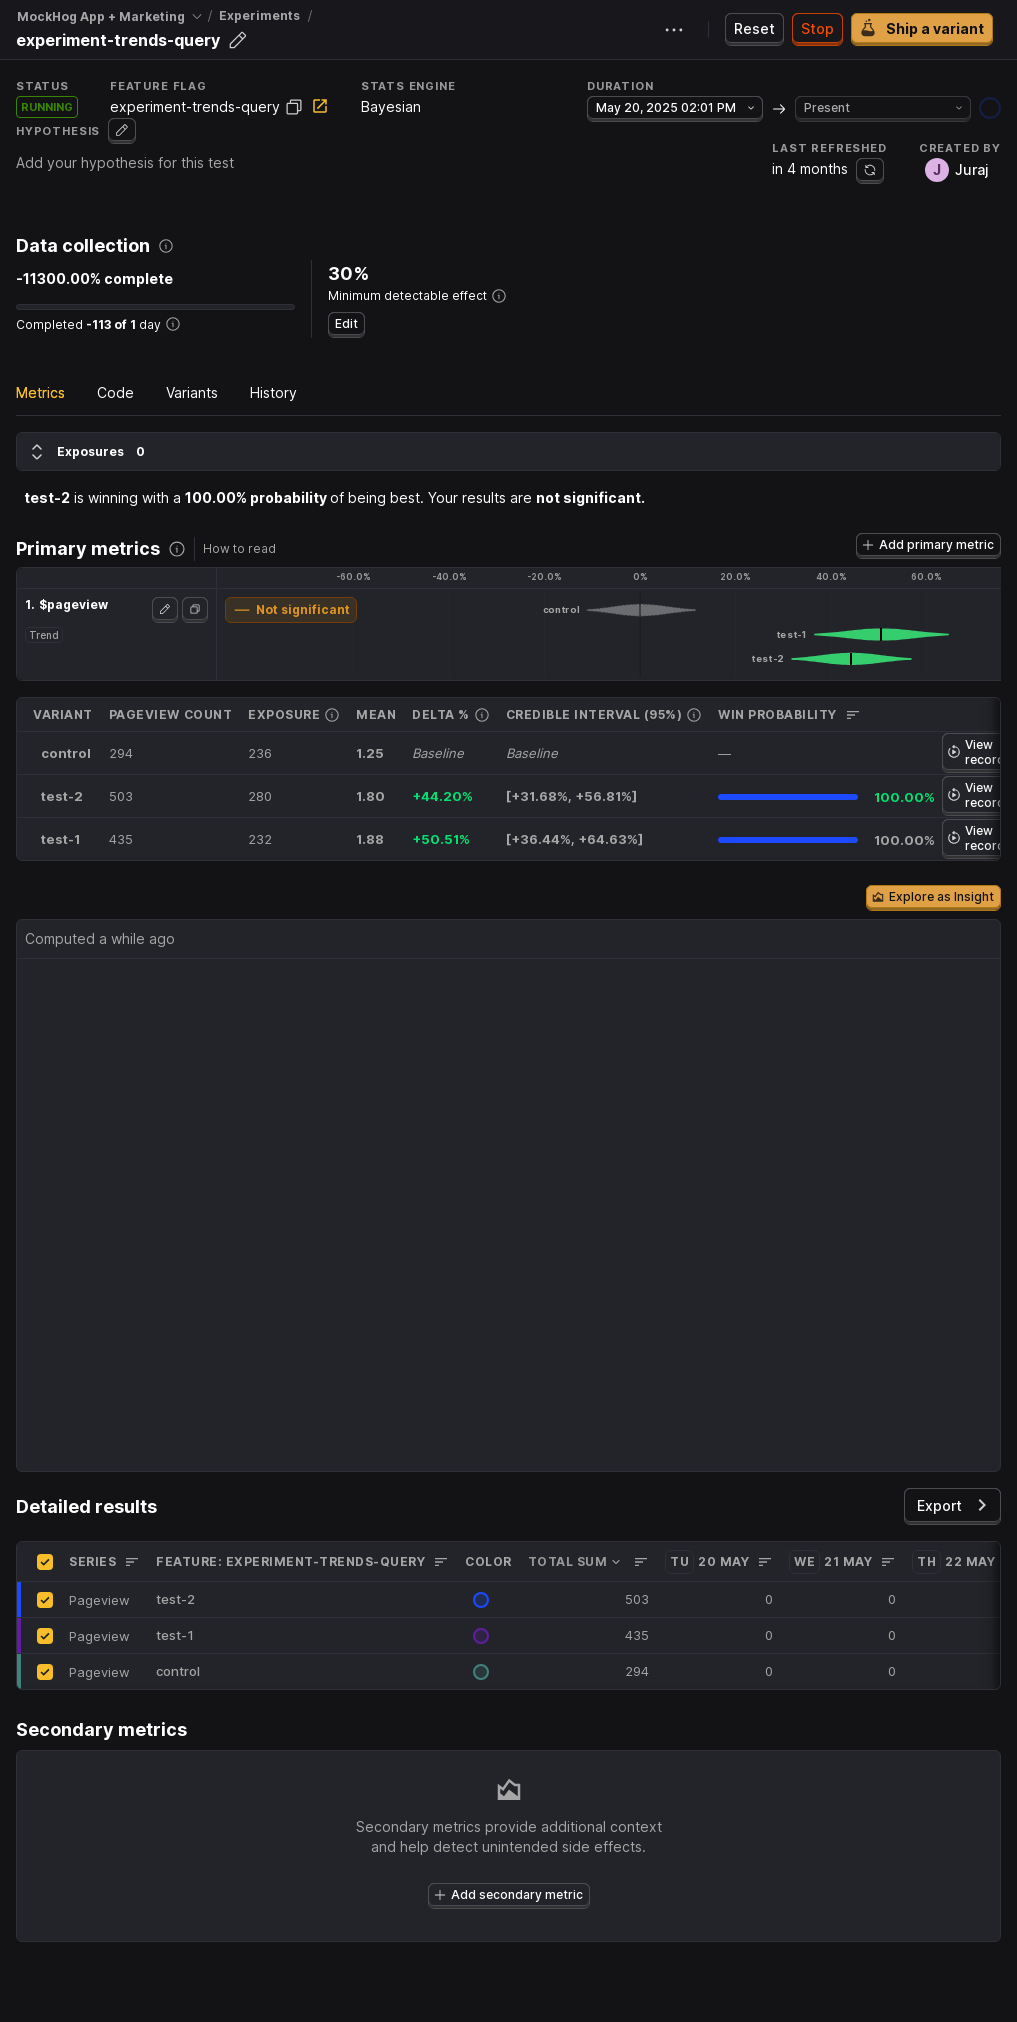 MockHog App + Marketing / Experiments /
experiment-trends-query
Reset Stop Ship a variant
STATUS
RUNNING
FEATURE FLAG
experiment-trends-query
STATS ENGINE
Bayesian
DURATION
May 20, 2025 02:01 PM → Present
HYPOTHESIS
Add your hypothesis for this test
LAST REFRESHED
in 4 months
CREATED BY
J Juraj
Data collection
-11300.00% complete
Completed -113 of 1 day
30%
Minimum detectable effect
Edit
Metrics Code Variants History
Exposures 0
test-2 is winning with a 100.00% probability of being best. Your results are not significant.
Primary metrics How to read
Add primary metric
-60.0% -40.0% -20.0% 0% 20.0% 40.0% 60.0%
1. $pageview
Trend
— Not significant
control
test-1
test-2
VARIANT PAGEVIEW COUNT EXPOSURE MEAN DELTA % CREDIBLE INTERVAL (95%) WIN PROBABILITY
control 294 236 1.25 Baseline Baseline — View
recor
test-2 503 280 1.80 +44.20% [+31.68%, +56.81%] 100.00% View
recor
test-1 435 232 1.88 +50.51% [+36.44%, +64.63%] 100.00% View
recor
Explore as Insight
Computed a while ago
Detailed results
Export
SERIES FEATURE: EXPERIMENT-TRENDS-QUERY COLOR TOTAL SUM TU 20 MAY WE 21 MAY TH 22 MAY
Pageview test-2 503 0 0
Pageview test-1 435 0 0
Pageview control 294 0 0
Secondary metrics
Secondary metrics provide additional context
and help detect unintended side effects.
Add secondary metric